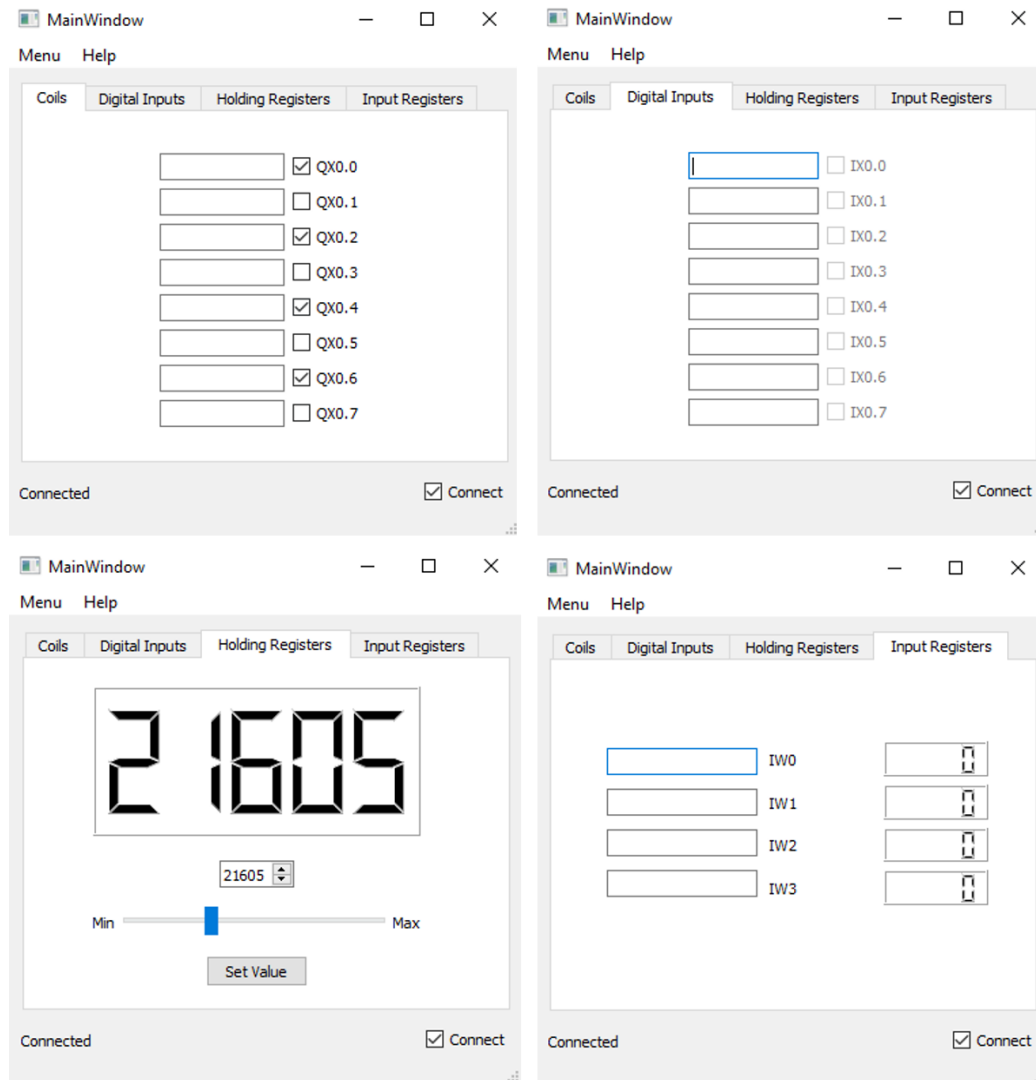 MainWindow
Menu Help
Coils Digital Inputs Holding Registers Input Registers
QX0.0
QX0.1
QX0.2
QX0.3
QX0.4
QX0.5
QX0.6
QX0.7
Connected Connect
MainWindow
Menu Help
Coils Digital Inputs Holding Registers Input Registers
IX0.0
IX0.1
IX0.2
IX0.3
IX0.4
IX0.5
IX0.6
IX0.7
Connected Connect
MainWindow
Menu Help
Coils Digital Inputs Holding Registers Input Registers
21605
21605
Min Max
Set Value
Connected Connect
MainWindow
Menu Help
Coils Digital Inputs Holding Registers Input Registers
IW0 0
IW1 0
IW2 0
IW3 0
Connected Connect